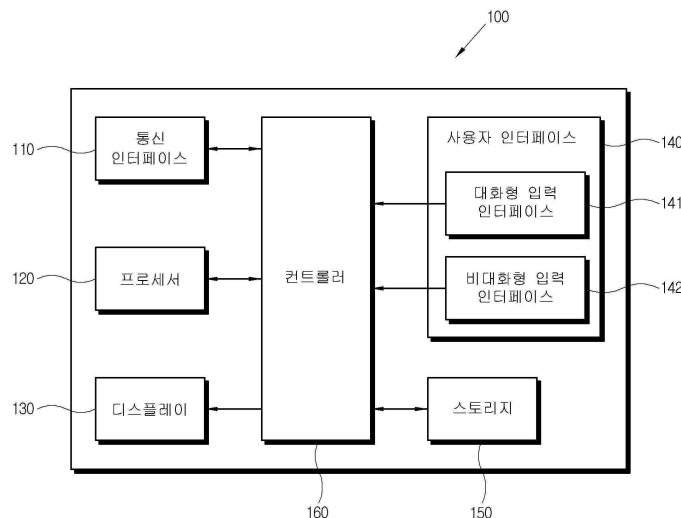 100
통신
인터페이스
110
사용자 인터페이스
140
대화형 입력
인터페이스
141
프로세서
120
컨트롤러
비대화형 입력
인터페이스
142
디스플레이
130
스토리지
160
150